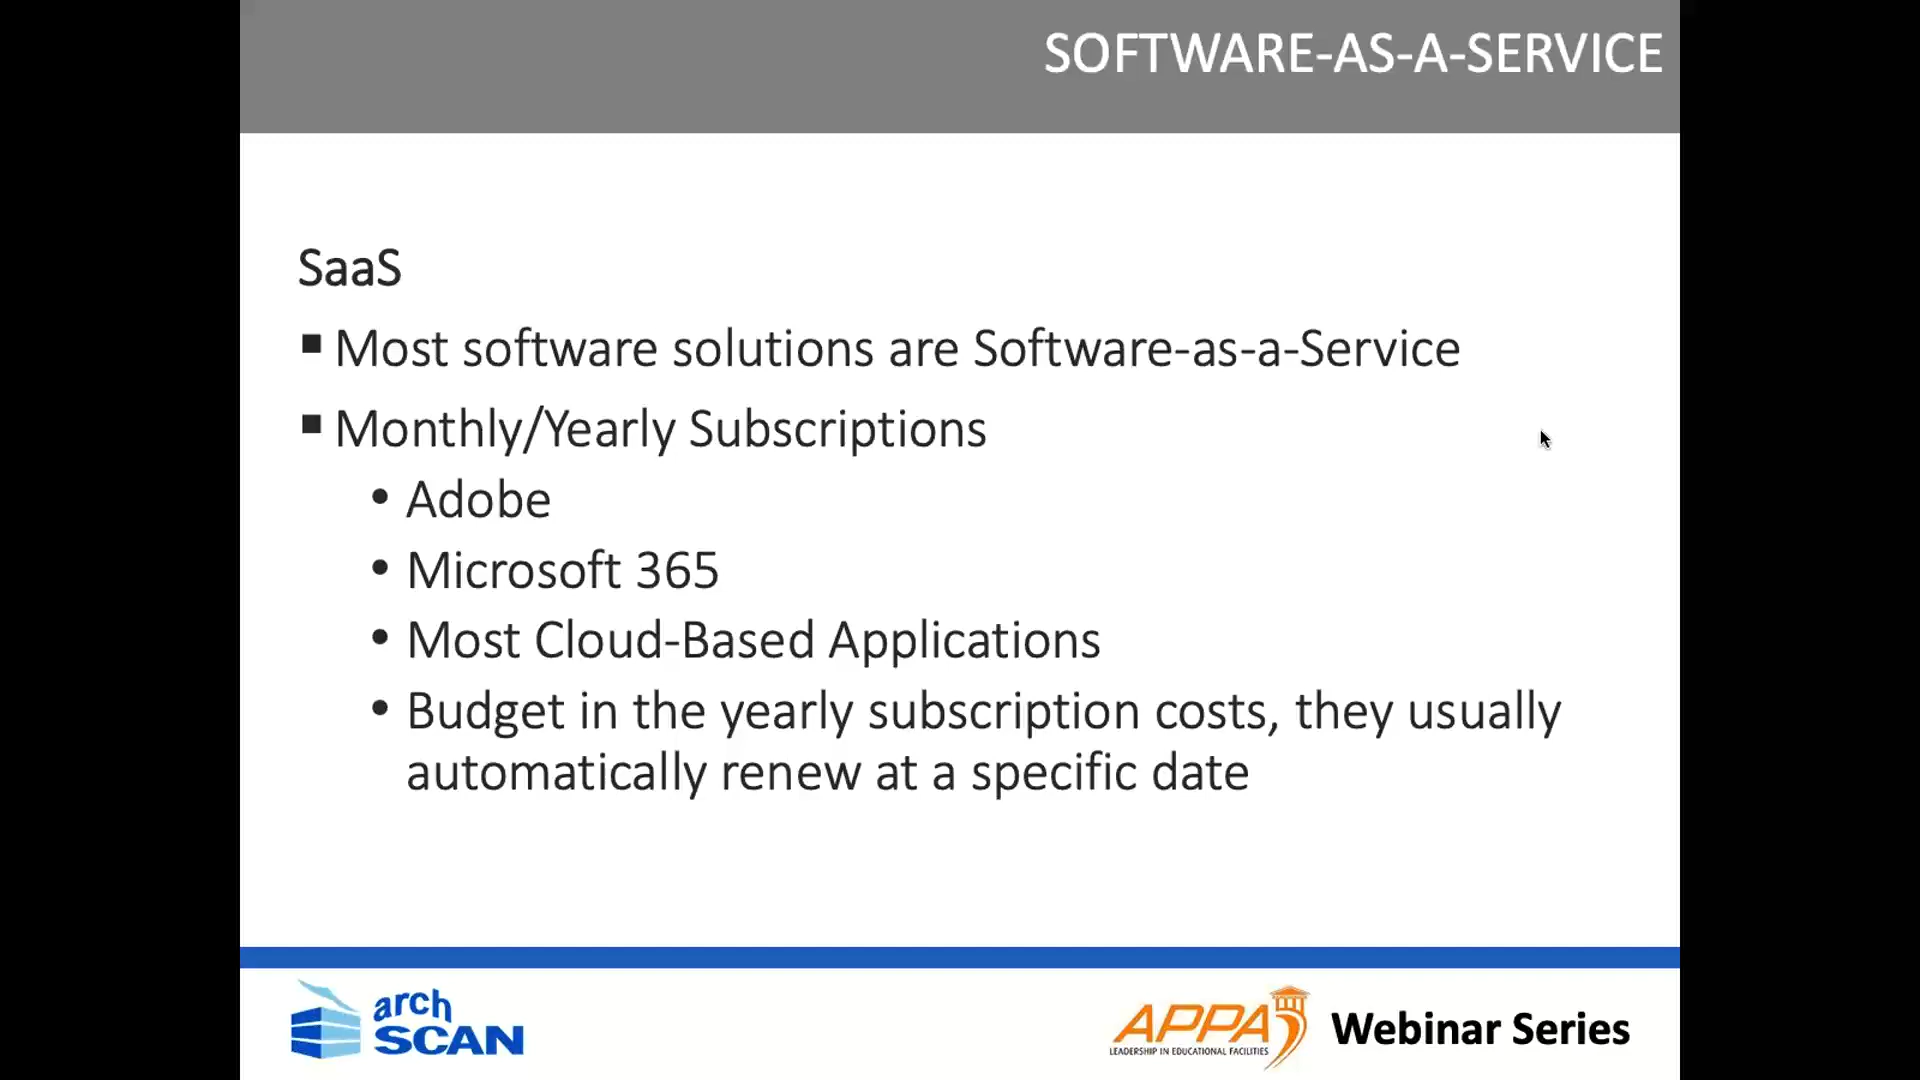 SOFTWARE-AS-A-SERVICE
SaaS
▪ Most software solutions are Software-as-a-Service
▪ Monthly/Yearly Subscriptions
• Adobe
• Microsoft 365
• Most Cloud-Based Applications
• Budget in the yearly subscription costs, they usually
automatically renew at a specific date
arch
SCAN
APPA
LEADERSHIP IN EDUCATIONAL FACILITIES
Webinar Series